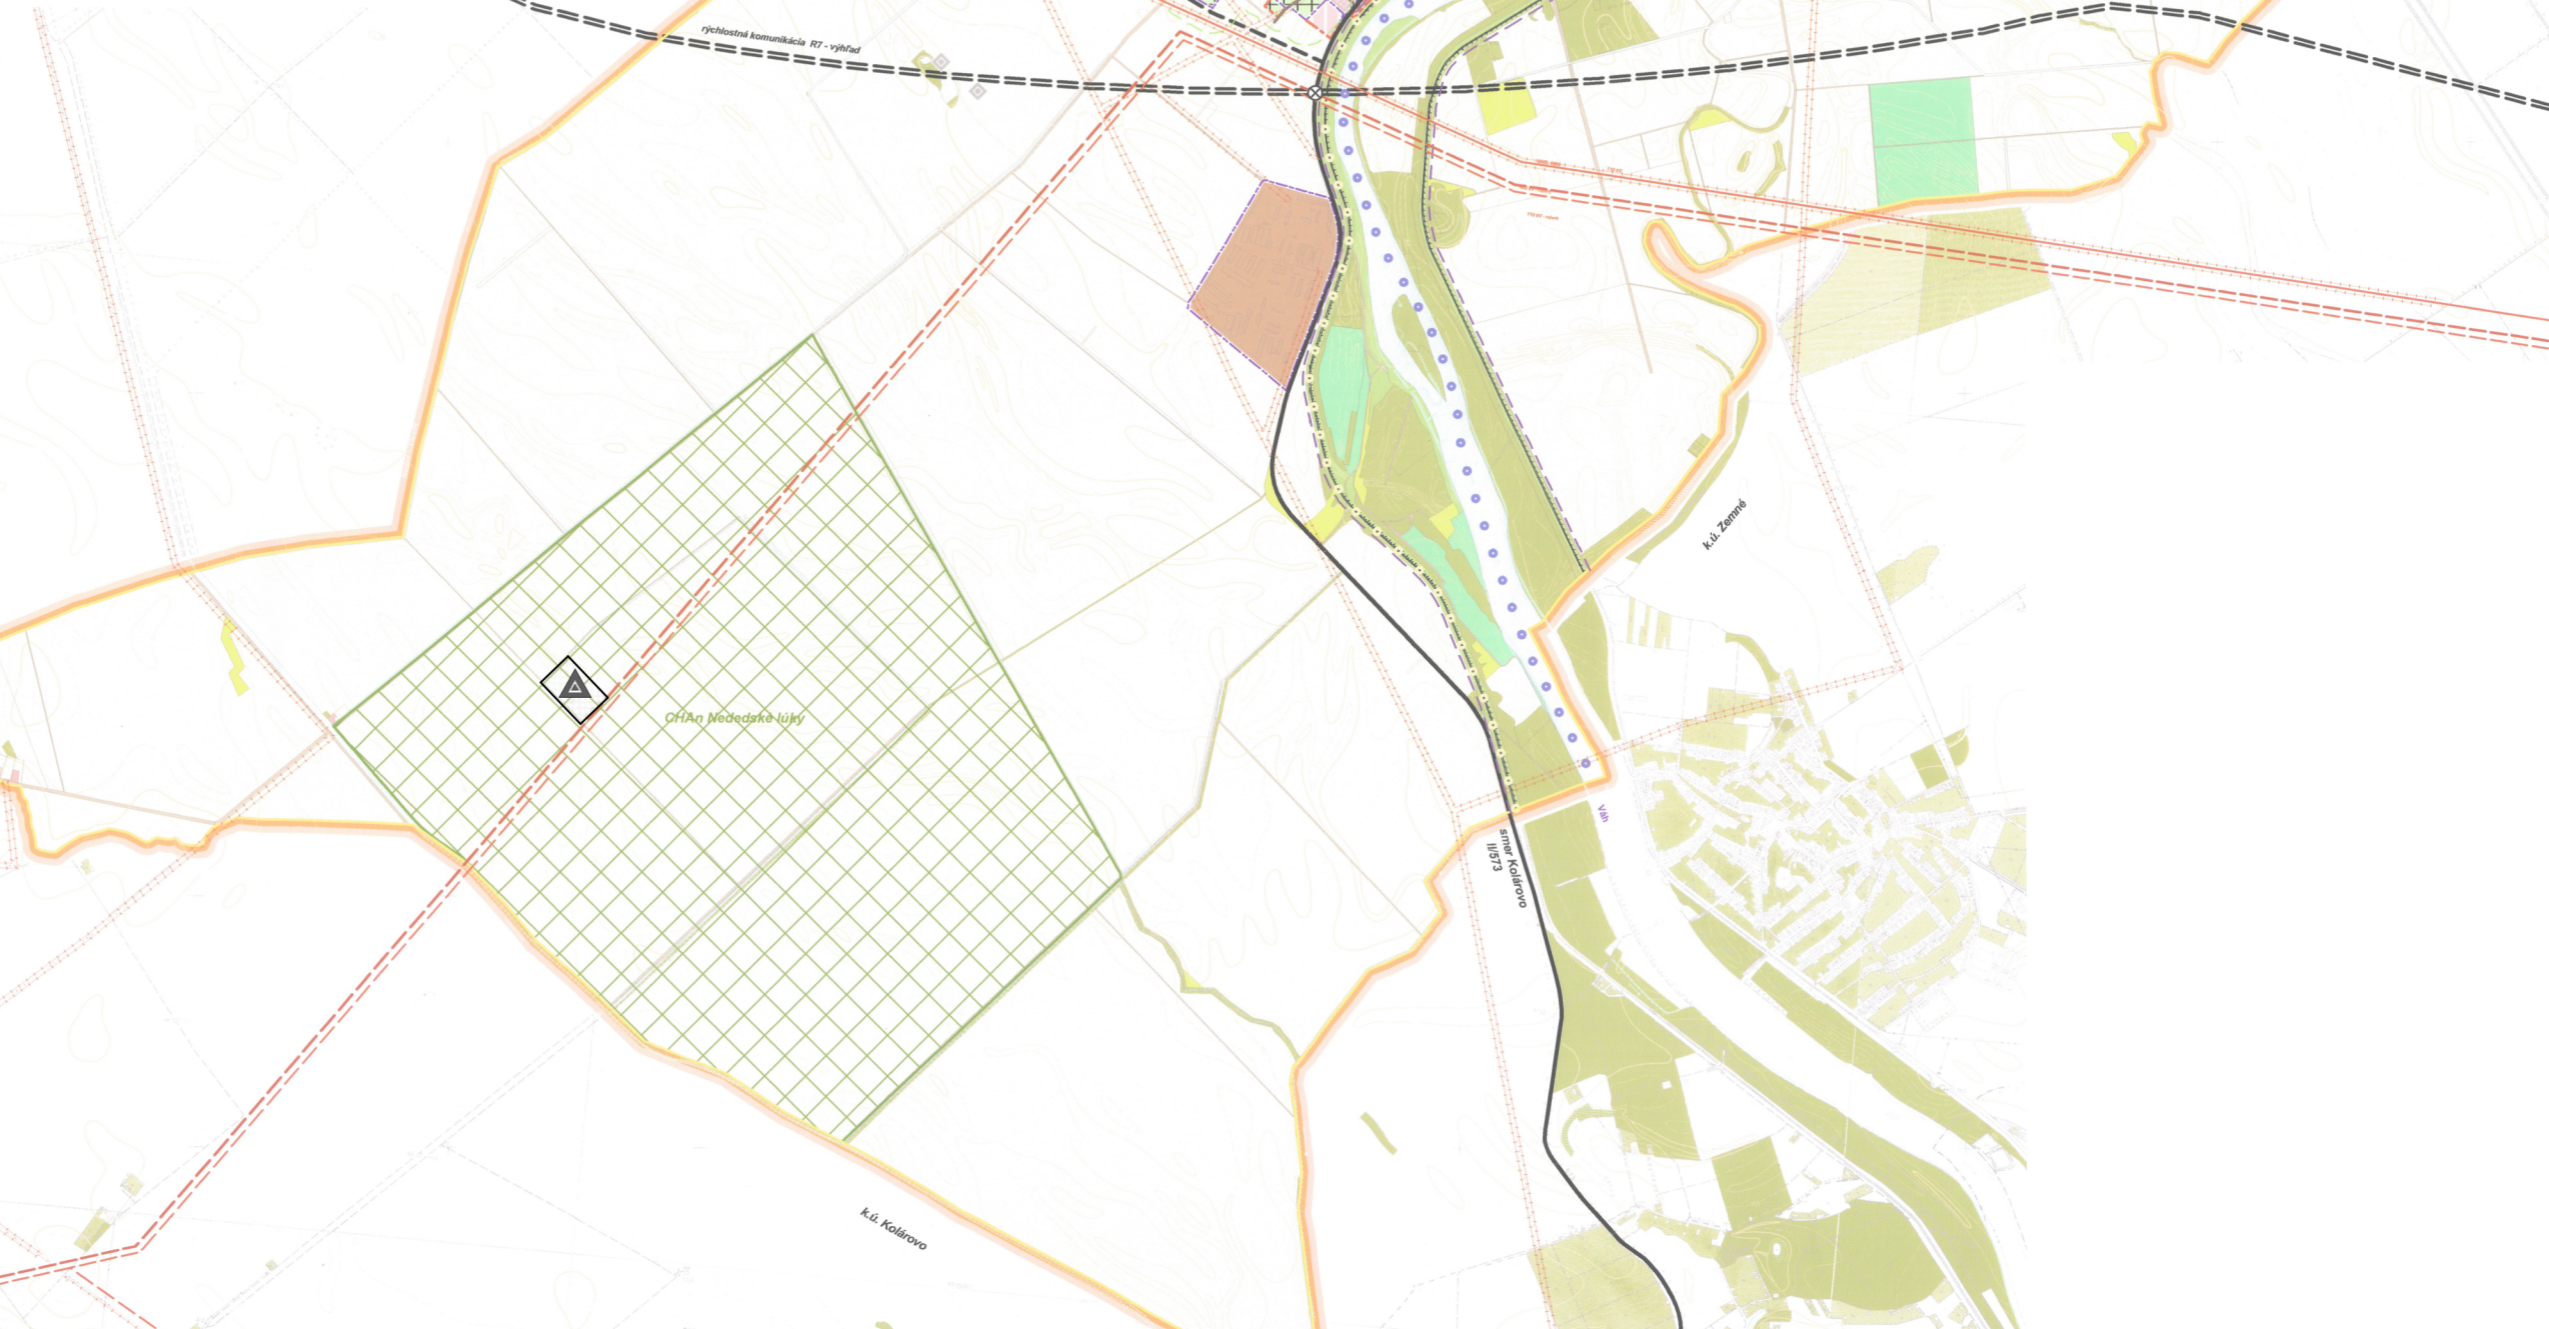 rýchlostná komunikácia R7 - výhľad
k.ú. Zemné
CHAn Nededské lúky
Váh
smer Kolárovo
II/573
k.ú. Kolárovo